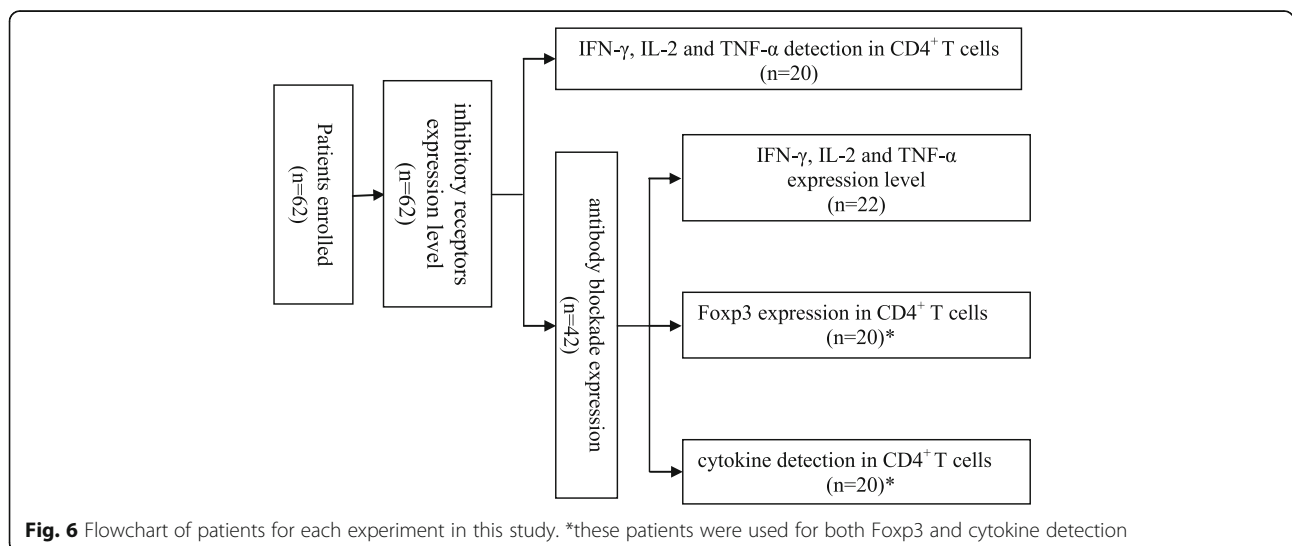 Patients enrolled
(n=62)
inhibitory receptors
expression level
(n=62)
IFN-γ, IL-2 and TNF-α detection in CD4⁺ T cells
(n=20)
antibody blockade expression
(n=42)
IFN-γ, IL-2 and TNF-α
expression level
(n=22)
Foxp3 expression in CD4⁺ T cells
(n=20)*
cytokine detection in CD4⁺ T cells
(n=20)*
Fig. 6 Flowchart of patients for each experiment in this study. *these patients were used for both Foxp3 and cytokine detection